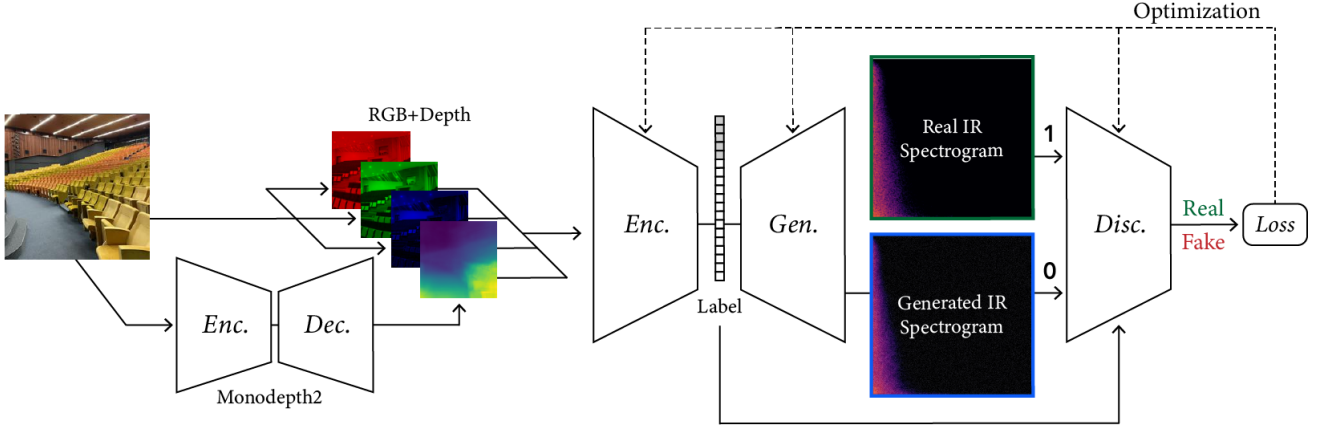 Optimization
RGB+Depth
Real IR
Spectrogram
1
Enc.
Gen.
Disc.
Real
Fake
Loss
0
Label
Generated IR
Spectrogram
Enc.
Dec.
Monodepth2